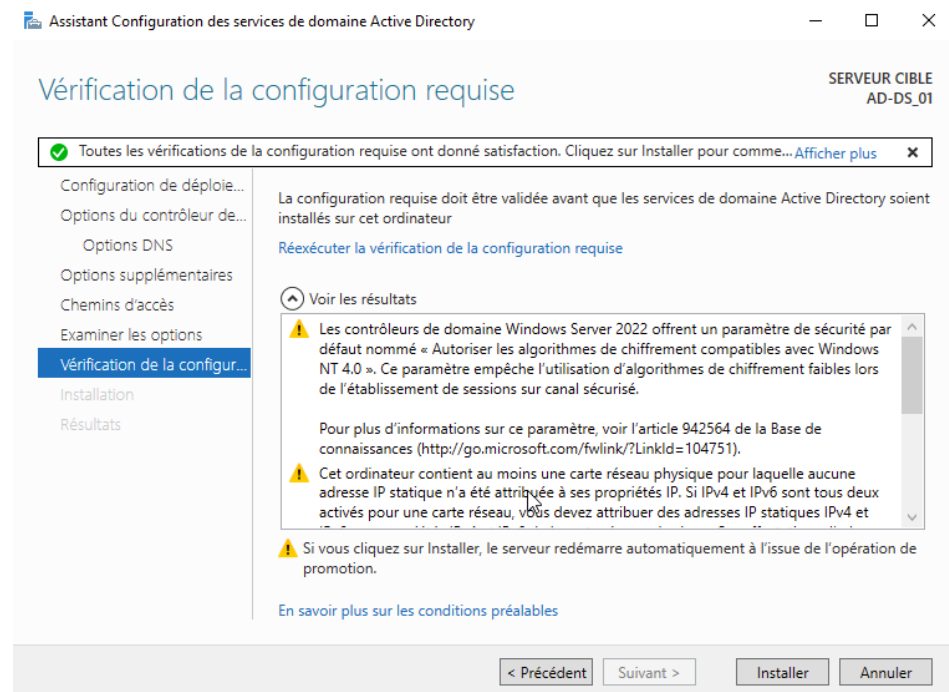 Assistant Configuration des services de domaine Active Directory
Vérification de la configuration requise
SERVEUR CIBLE
AD-DS_01
Toutes les vérifications de la configuration requise ont donné satisfaction. Cliquez sur Installer pour comme... Afficher plus
Configuration de déploie...
Options du contrôleur de...
Options DNS
Options supplémentaires
Chemins d'accès
Examiner les options
Vérification de la configur...
Installation
Résultats
La configuration requise doit être validée avant que les services de domaine Active Directory soient
installés sur cet ordinateur
Réexécuter la vérification de la configuration requise
Voir les résultats
Les contrôleurs de domaine Windows Server 2022 offrent un paramètre de sécurité par
défaut nommé « Autoriser les algorithmes de chiffrement compatibles avec Windows
NT 4.0 ». Ce paramètre empêche l'utilisation d'algorithmes de chiffrement faibles lors
de l'établissement de sessions sur canal sécurisé.
Pour plus d'informations sur ce paramètre, voir l'article 942564 de la Base de
connaissances (http://go.microsoft.com/fwlink/?LinkId=104751).
Cet ordinateur contient au moins une carte réseau physique pour laquelle aucune
adresse IP statique n'a été attribuée à ses propriétés IP. Si IPv4 et IPv6 sont tous deux
activés pour une carte réseau, vous devez attribuer des adresses IP statiques IPv4 et
Si vous cliquez sur Installer, le serveur redémarre automatiquement à l'issue de l'opération de
promotion.
En savoir plus sur les conditions préalables
< Précédent
Suivant >
Installer
Annuler